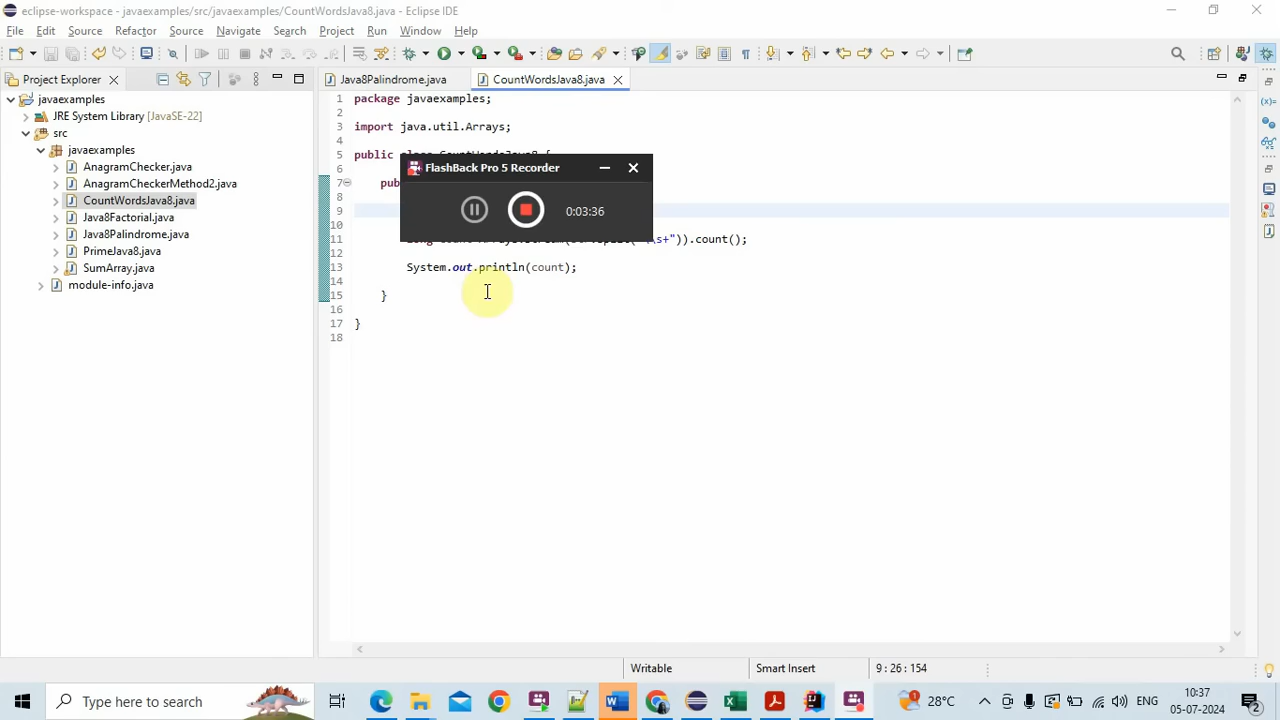 eclipse-workspace - javaexamples/src/javaexamples/CountWordsJava8.java - Eclipse IDE
File Edit Source Refactor Navigate Source Search Project Run Window Help
Project Explorer
Java8Palindrome.java
CountWordsJava8.java
javaexamples
JRE System Library [JavaSE-22]
src
javaexamples
AnagramChecker.java
AnagramCheckerMethod2.java
CountWordsJava8.java
Java8Factorial.java
Java8Palindrome.java
PrimeJava8.java
SumArray.java
module-info.java
1 package javaexamples;
2
3 import java.util.Arrays;
4
5 public class CountWordsJava8 {
6
7 pub
8
9
10
11 \s+")).count();
12
13 System.out.println(count);
14
15 }
16
17 }
18
FlashBack Pro 5 Recorder
0:03:36
Writable
Smart Insert
9 : 26 : 154
Type here to search
28°C
ENG
10:37
05-07-2024
2